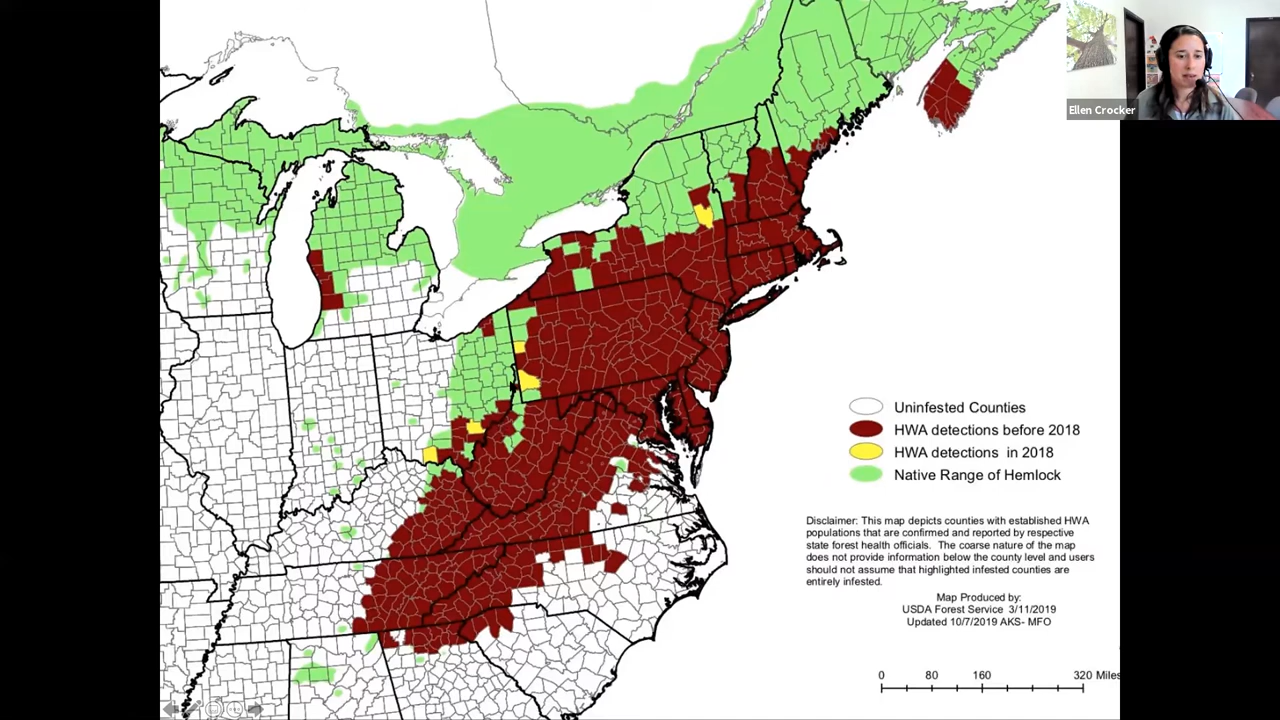 Ellen Crocker
Uninfested Counties
HWA detections before 2018
HWA detections in 2018
Native Range of Hemlock
Disclaimer: This map depicts counties with established HWA
populations that are confirmed and reported by respective
state forest health officials. The coarse nature of the map
does not provide information below the county level and users
should not assume that highlighted infested counties are
entirely infested.
Map Produced by:
USDA Forest Service 3/11/2019
Updated 10/7/2019 AKS- MFO
0 80 160 320 Miles